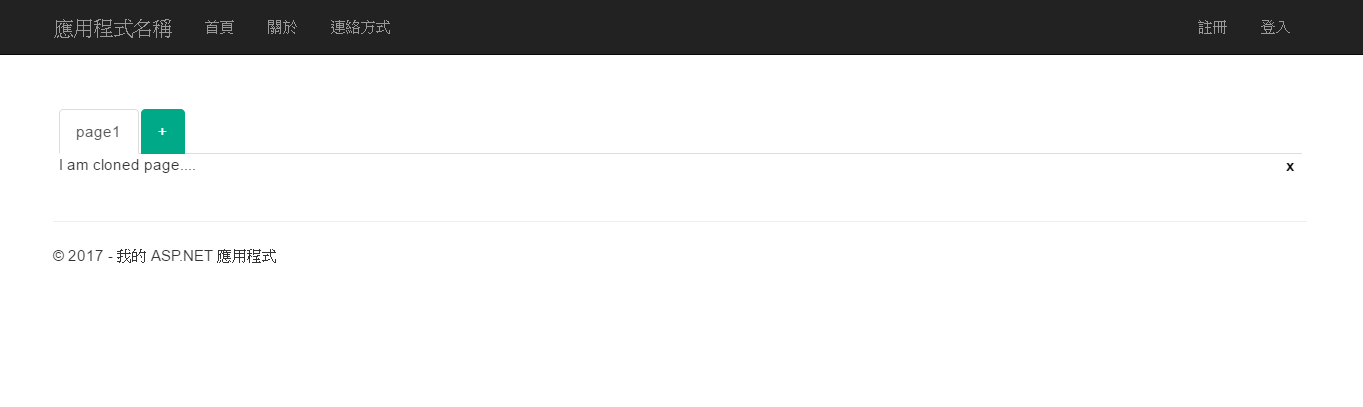 應用程式名稱 首頁 關於 連絡方式 註冊 登入
page1 +
I am cloned page.... x
© 2017 - 我的 ASP.NET 應用程式